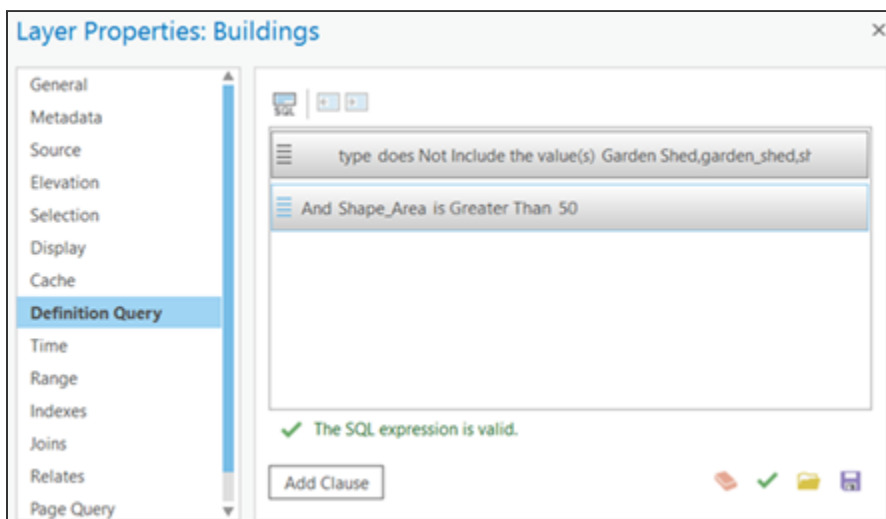 Layer Properties: Buildings
General
Metadata
Source
Elevation
Selection
Display
Cache
Definition Query
Time
Range
Indexes
Joins
Relates
Page Query
SQL
type does Not Include the value(s) Garden Shed,garden_shed,sh
And Shape_Area is Greater Than 50
The SQL expression is valid.
Add Clause